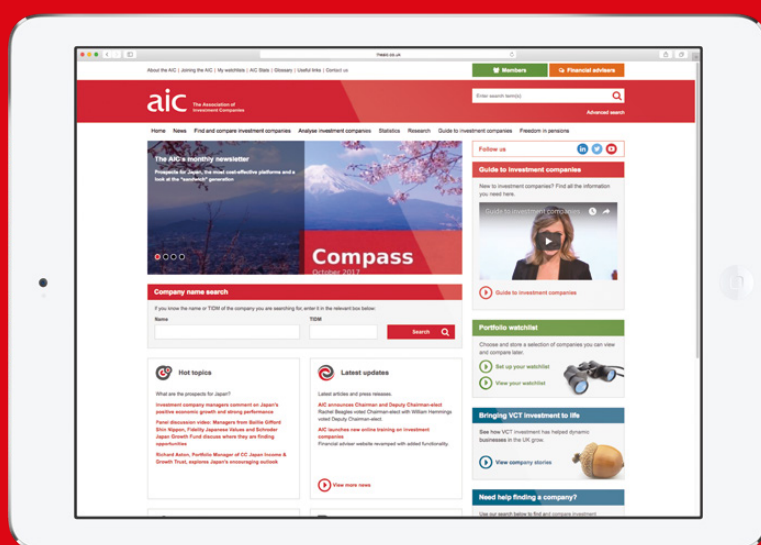 theaic.co.uk
About the AIC | Joining the AIC | My watchlists | AIC Stats | Glossary | Useful links | Contact us
Members
Financial advisers
aic
The Association of
Investment Companies
Enter search term(s)
Advanced search
Home News Find and compare investment companies Analyse investment companies Statistics Research Guide to investment companies Freedom in pensions
The AIC's monthly newsletter
Prospects for Japan, the most cost-effective platforms and a
look at the "sandwich" generation
Compass
October 2017
Follow us
Guide to investment companies
New to investment companies? Find all the information
you need here.
Guide to investment companies
Guide to investment companies
Company name search
If you know the name or TIDM of the company you are searching for, enter it in the relevant box below:
Name
TIDM
Search
Portfolio watchlist
Choose and store a selection of companies you can view
and compare later.
Set up your watchlist
View your watchlist
Hot topics
What are the prospects for Japan?
Investment company managers comment on Japan's
positive economic growth and strong performance
Panel discussion video: Managers from Baillie Gifford
Shin Nippon, Fidelity Japanese Values and Schroder
Japan Growth Fund discuss where they are finding
opportunities
Richard Aston, Portfolio Manager of CC Japan Income &
Growth Trust, explores Japan's encouraging outlook
Latest updates
Latest articles and press releases.
AIC announces Chairman and Deputy Chairman-elect
Rachel Beagles voted Chairman-elect with William Hemmings
voted Deputy Chairman-elect.
AIC launches new online training on investment
companies
Financial adviser website revamped with added functionality.
View more news
Bringing VCT investment to life
See how VCT investment has helped dynamic
businesses in the UK grow.
View company stories
Need help finding a company?
Use our search below to find and compare investment